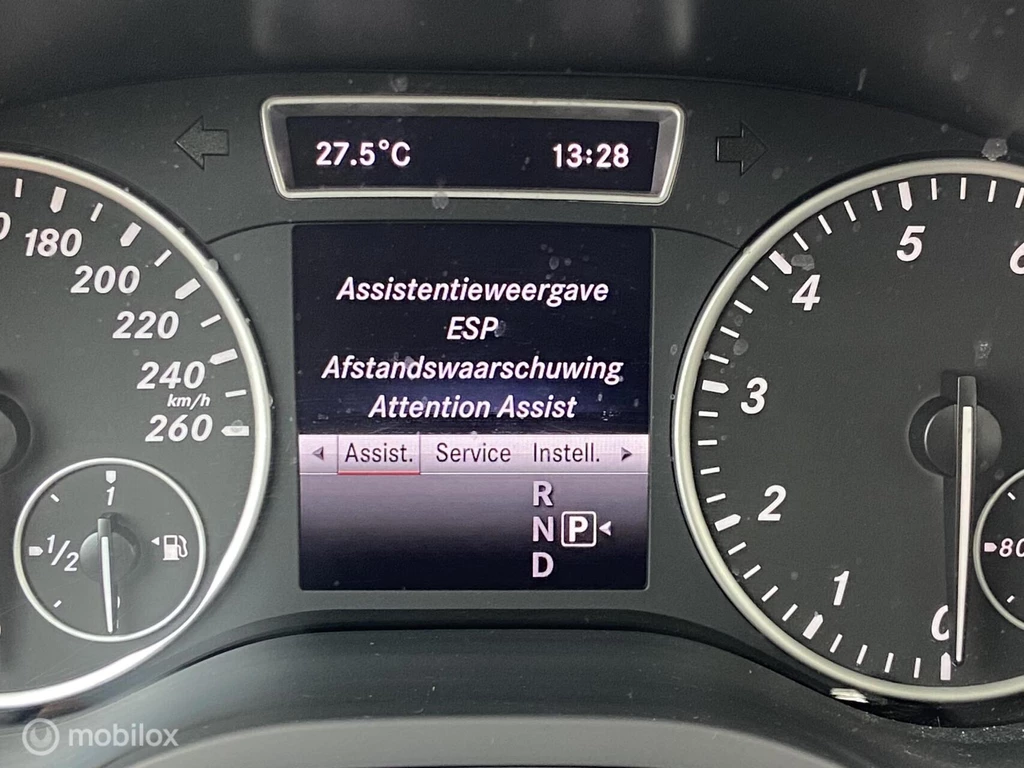 27.5°C 13:28
180
200
220
240
km/h
260
1
1/2
Assistentieweergave
ESP
Afstandswaarschuwing
Attention Assist
Assist. Service Instell.
R
N P
D
5
4
3
2
1
0
80
mobilox